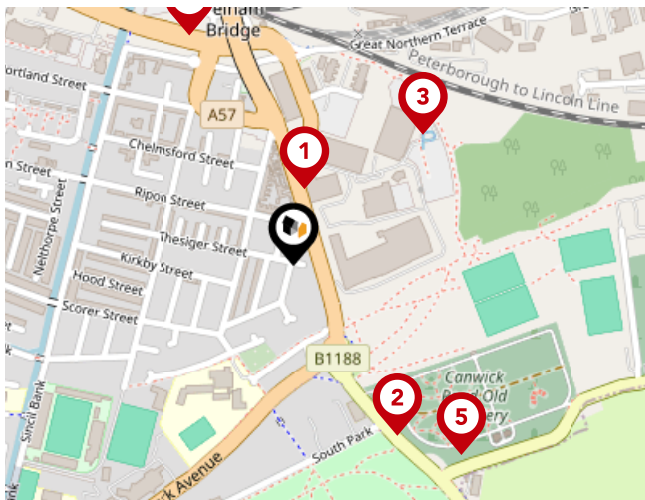 Bridge
Great Northern Terrace
Peterborough to Lincoln Line
Street
A57
3
Chelmsford Street
1
Street
Ripon Street
Nelthorpe Street
Thesiger Street
Kirkby Street
Hood Street
Scorer Street
P
B1188
Canwick
Old
2
5
Sincil Bank
South Park
Avenue